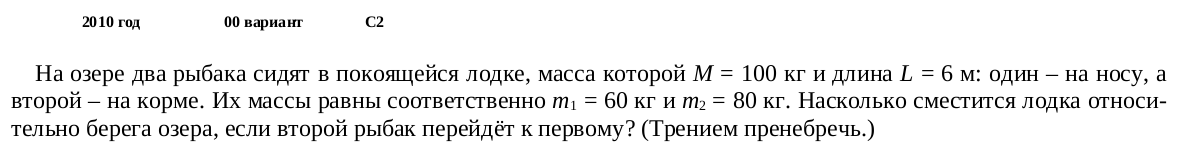 2010 год 00 вариант С2
На озере два рыбака сидят в покоящейся лодке, масса которой M = 100 кг и длина L = 6 м: один – на носу, а
второй – на корме. Их массы равны соответственно m₁ = 60 кг и m₂ = 80 кг. Насколько сместится лодка относи-
тельно берега озера, если второй рыбак перейдёт к первому? (Трением пренебречь.)